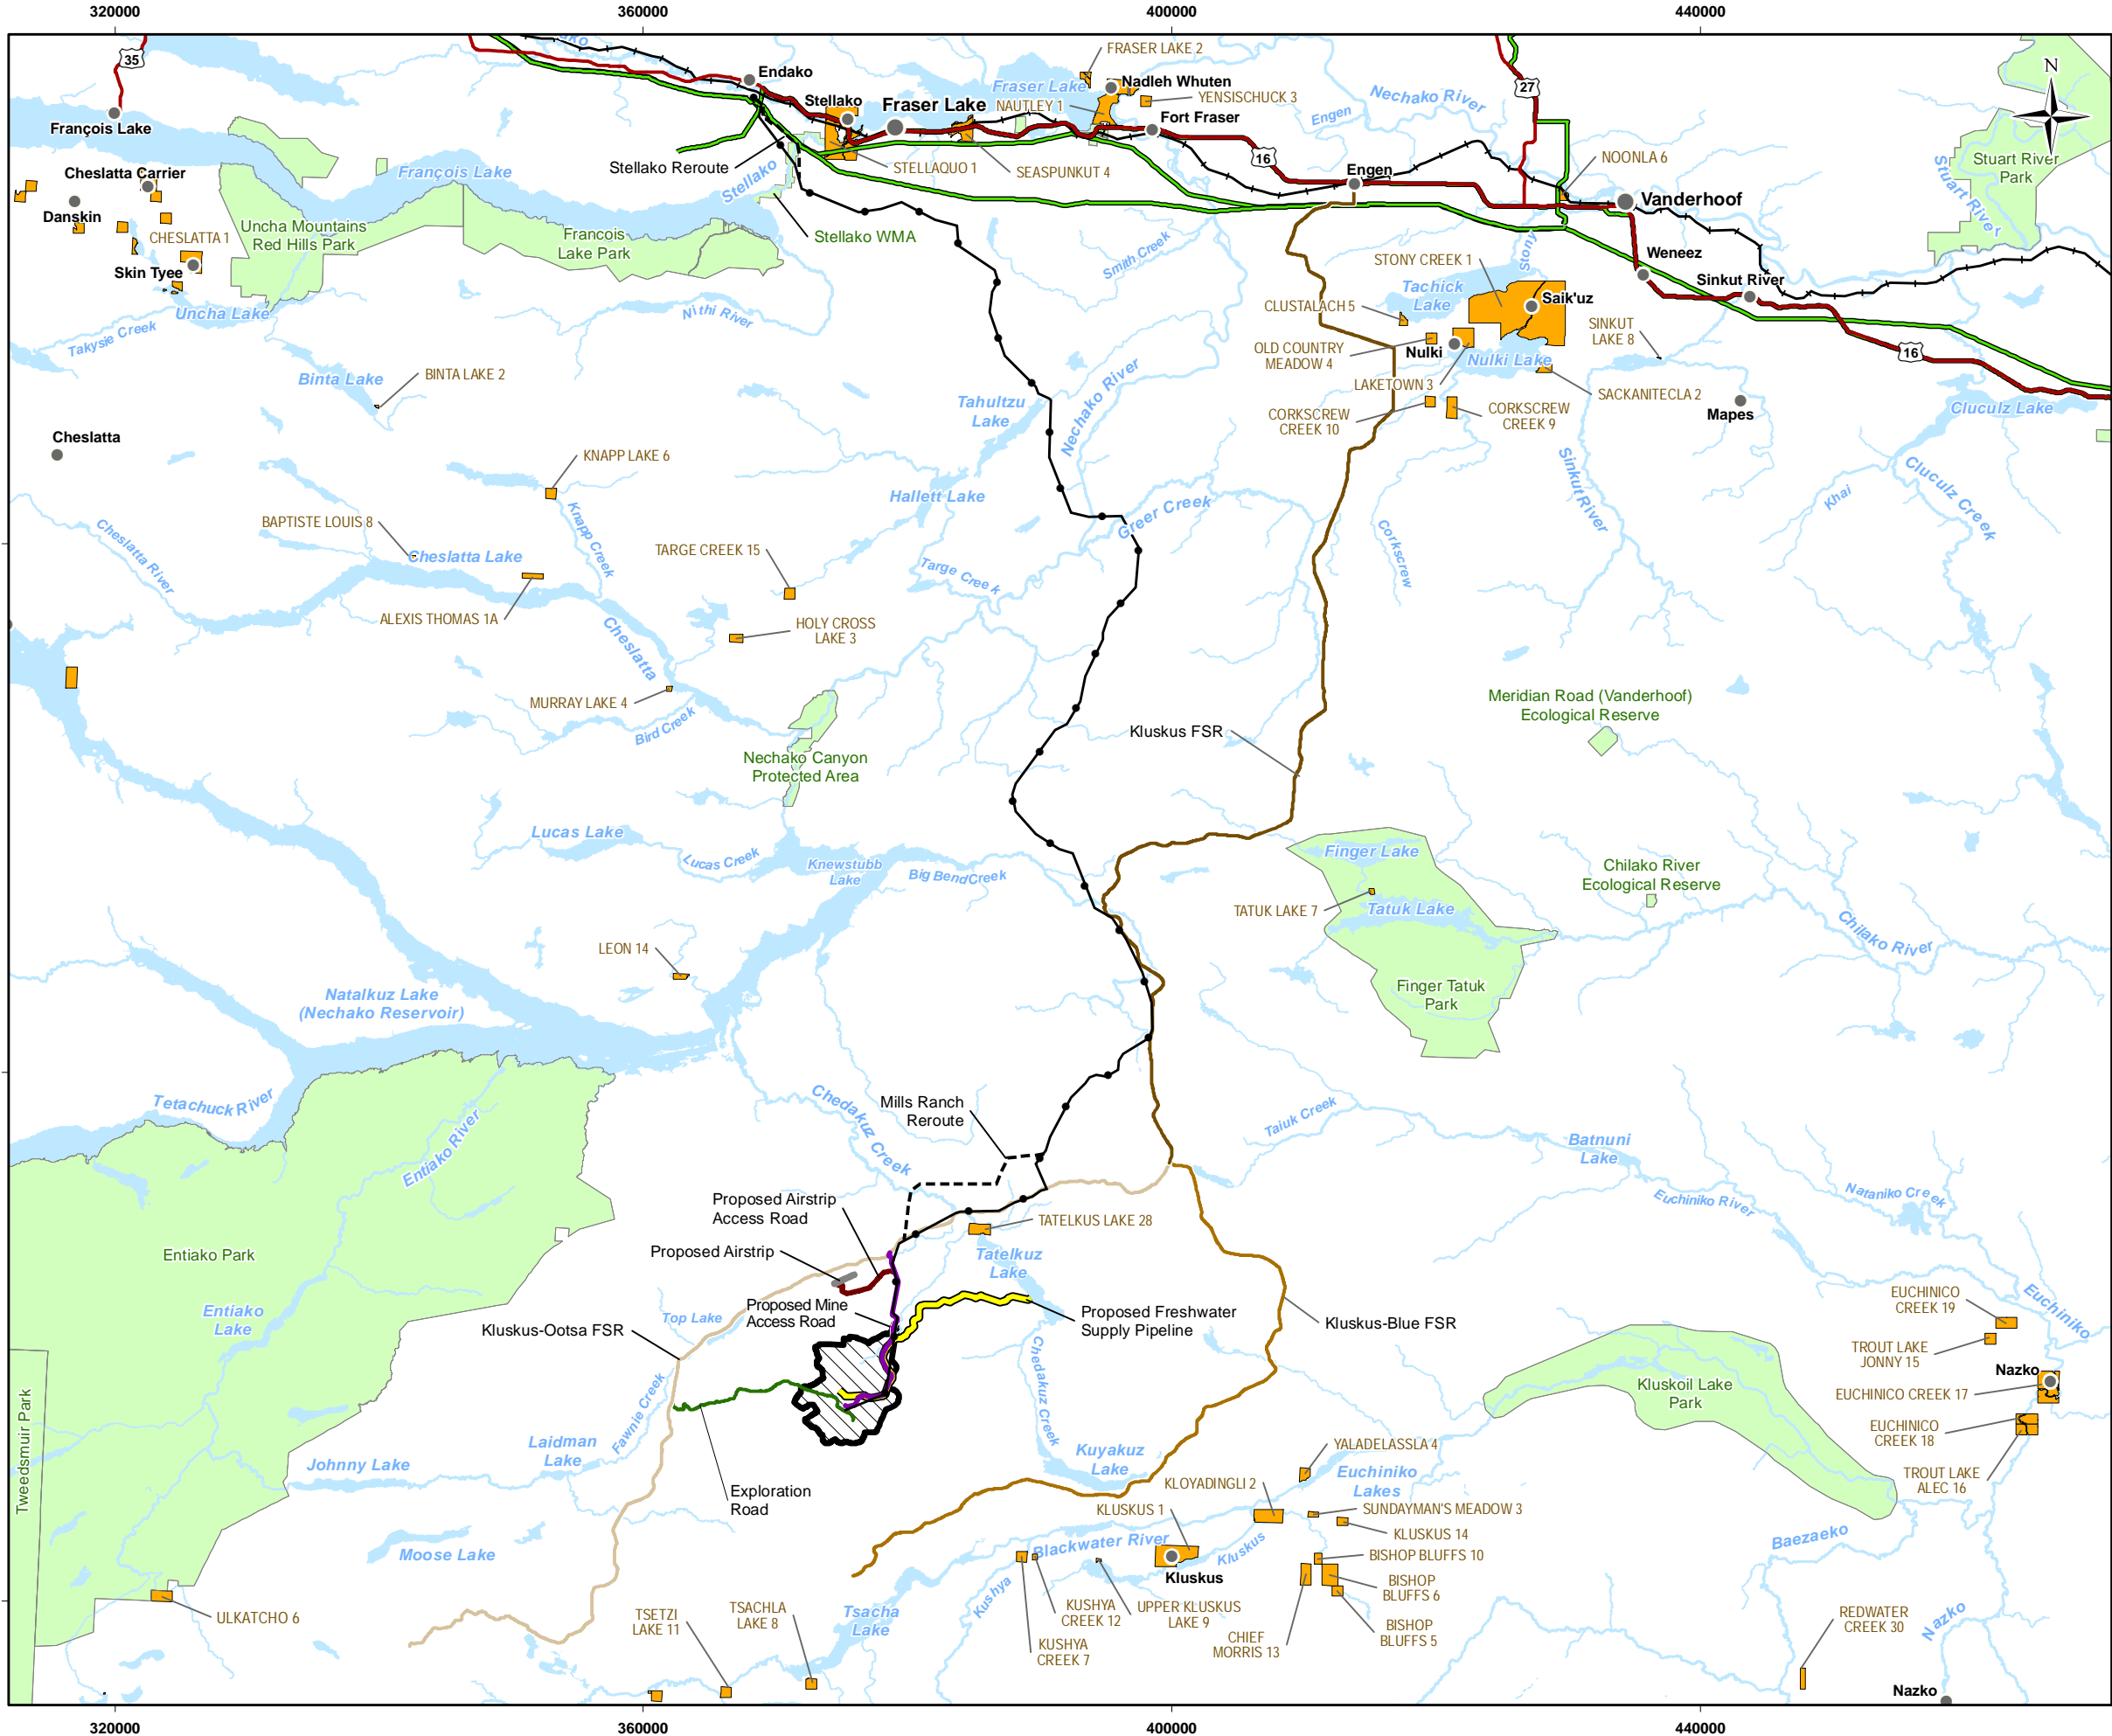 320000
360000
400000
440000
35
François Lake
Cheslatta Carrier
Danskin
CHESLATTA 1
Skin Tyee
Uncha Lake
Takysie Creek
Uncha Mountains
Red Hills Park
François Lake
Francois
Lake Park
Endako
Stellako
Fraser Lake
Stellako Reroute
Stellako
Stellako WMA
STELLAQUO 1
SEASPUNKUT 4
Fraser Lake
FRASER LAKE 2
Nadleh Whuten
NAUTLEY 1
YENSISCHUCK 3
Fort Fraser
Engen
Nechako River
16
Engen
27
NOONLA 6
Vanderhoof
Weneez
Sinkut River
Stuart River
Park
Stuart River
N
Smith Creek
Nithi River
Binta Lake
BINTA LAKE 2
Cheslatta
STONY CREEK 1
Stony
Tachick
Lake
Saik'uz
CLUSTALACH 5
OLD COUNTRY
MEADOW 4
Nulki
Nulki Lake
LAKETOWN 3
SINKUT
LAKE 8
SACKANITECLA 2
CORKSCREW
CREEK 10
CORKSCREW
CREEK 9
Mapes
16
Cluculz Lake
Cluculz Creek
Khai
Sinkut River
Corkscrew
Tahultzu
Lake
Nechako River
Hallett Lake
Greer Creek
Targe Creek
KNAPP LAKE 6
Knapp Creek
BAPTISTE LOUIS 8
Cheslatta Lake
Cheslatta River
ALEXIS THOMAS 1A
TARGE CREEK 15
HOLY CROSS
LAKE 3
Cheslatta
MURRAY LAKE 4
Bird Creek
Nechako Canyon
Protected Area
Kluskus FSR
Meridian Road (Vanderhoof)
Ecological Reserve
Lucas Lake
Lucas Creek
Knewstubb
Lake
Big Bend Creek
Finger Lake
TATUK LAKE 7
Tatuk Lake
Finger Tatuk
Park
Chilako River
Ecological Reserve
Chilako River
LEON 14
Natalkuz Lake
(Nechako Reservoir)
Tetachuck River
Entiako River
Chedakuz Creek
Mills Ranch
Reroute
Taiuk Creek
Batnuni
Lake
Euchiniko River
Nataniko Creek
Proposed Airstrip
Access Road
Proposed Airstrip
TATELKUS LAKE 28
Tatelkuz
Lake
Entiako Park
Entiako
Lake
Top Lake
Proposed Mine
Access Road
Kluskus-Ootsa FSR
Proposed Freshwater
Supply Pipeline
Kluskus-Blue FSR
Chedakuz Creek
EUCHINICO
CREEK 19
Euchiniko
TROUT LAKE
JONNY 15
Nazko
EUCHINICO CREEK 17
EUCHINICO
CREEK 18
TROUT LAKE
ALEC 16
Kluskoil Lake
Park
Tweedsmuir Park
Fawnie Creek
Laidman
Lake
Johnny Lake
Exploration
Road
Kuyakuz
Lake
YALADELASSLA 4
Euchiniko
Lakes
KLOYADINGLI 2
SUNDAYMAN'S MEADOW 3
KLUSKUS 1
KLUSKUS 14
Blackwater River
Kluskus
Kluskus
BISHOP BLUFFS 10
BISHOP
BLUFFS 6
BISHOP
BLUFFS 5
CHIEF
MORRIS 13
UPPER KLUSKUS
LAKE 9
KUSHYA
CREEK 12
KUSHYA
CREEK 7
Kushya
Moose Lake
ULKATCHO 6
TSETZI
LAKE 11
TSACHLA
LAKE 8
Tsacha
Lake
Baezaeko
REDWATER
CREEK 30
Nazko
Nazko
320000
360000
400000
440000